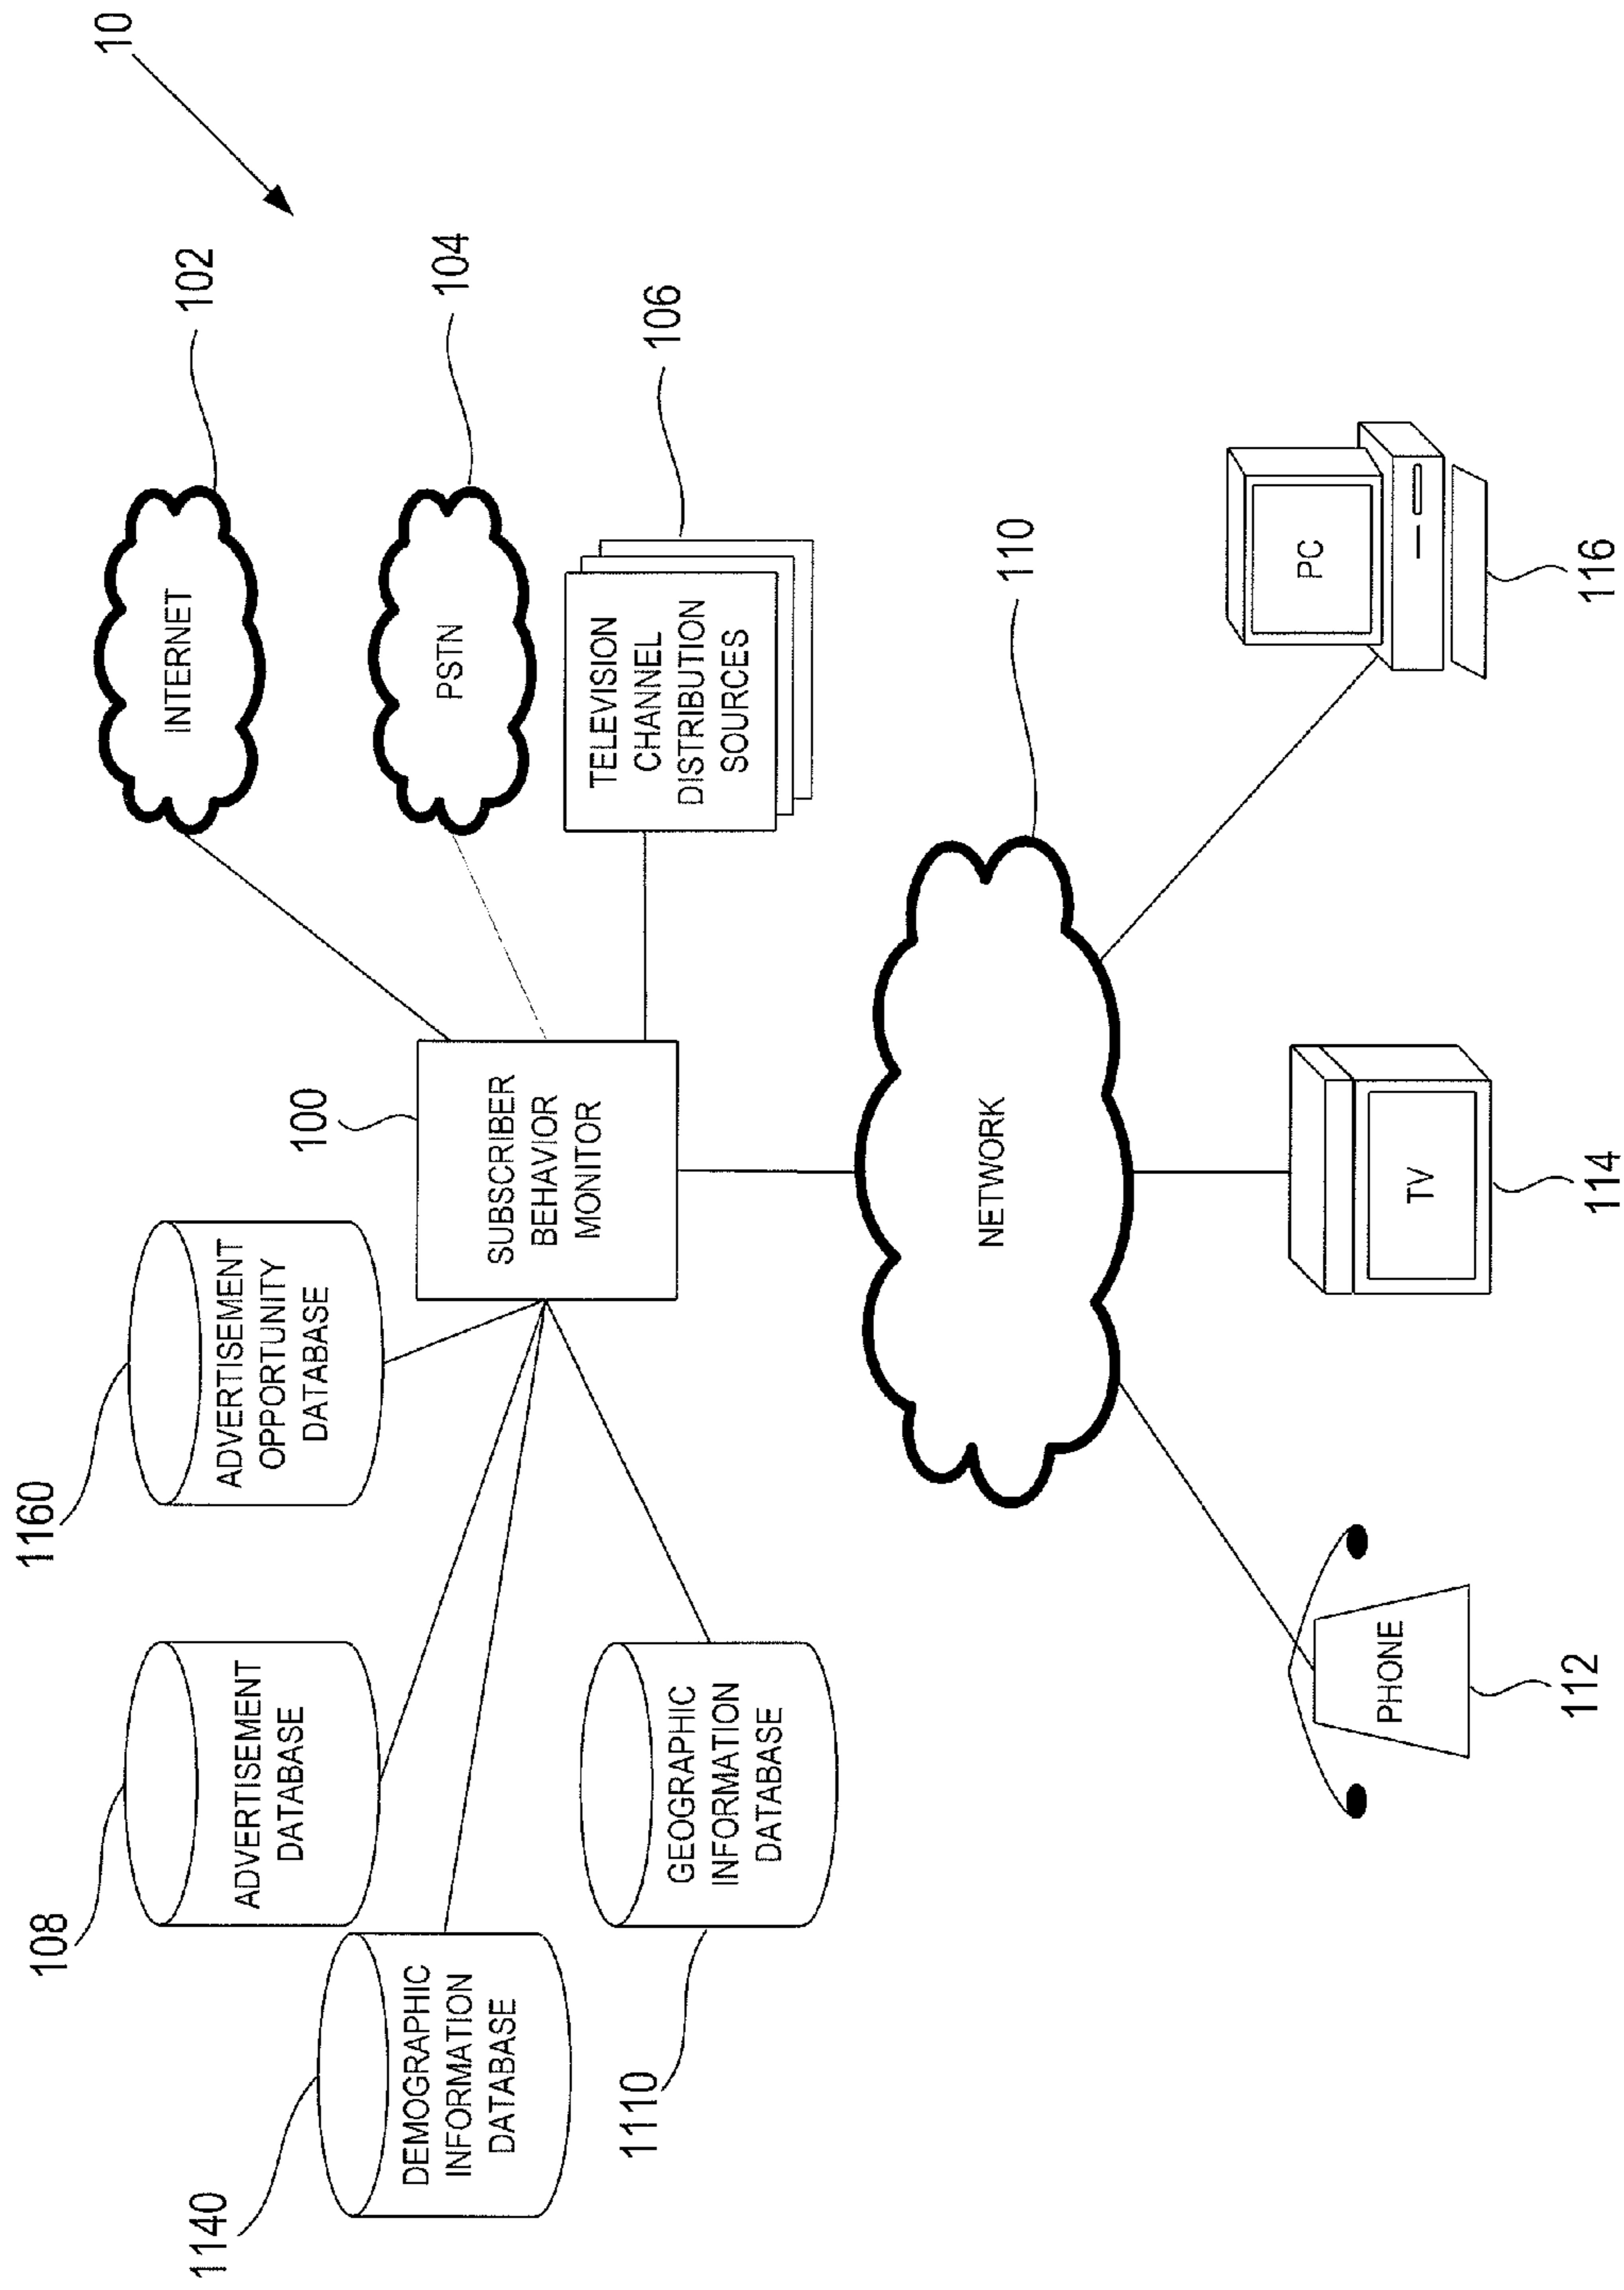 10
1160
ADVERTISEMENT
OPPORTUNITY
DATABASE
108
ADVERTISEMENT
DATABASE
1140
DEMOGRAPHIC
INFORMATION
DATABASE
1110
GEOGRAPHIC
INFORMATION
DATABASE
100
SUBSCRIBER
BEHAVIOR
MONITOR
INTERNET
102
PSTN
104
TELEVISION
CHANNEL
DISTRIBUTION
SOURCES
106
NETWORK
110
PHONE
112
TV
114
PC
116